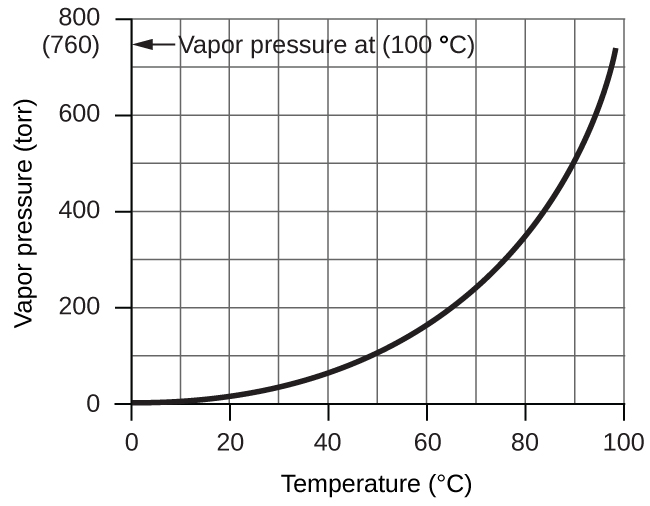 800
(760)
Vapor pressure at (100 °C)
600
400
200
0
Vapor pressure (torr)
0 20 40 60 80 100
Temperature (°C)